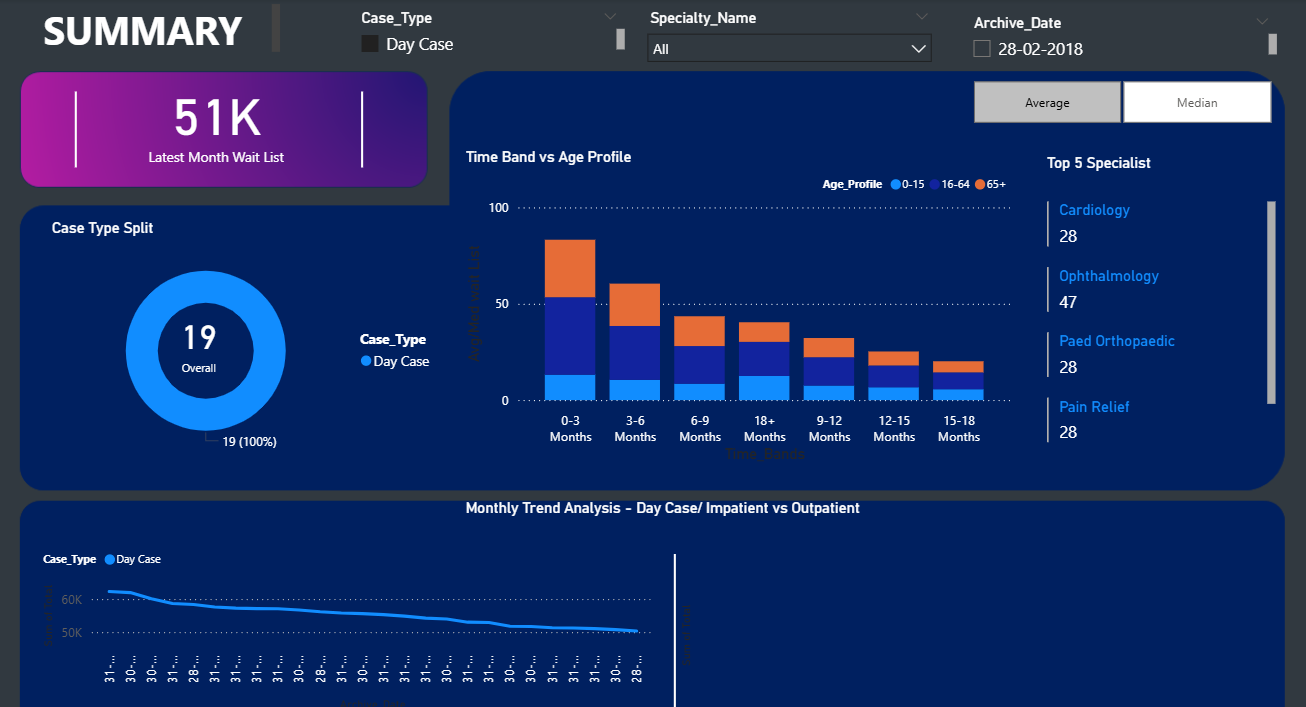 SUMMARY
Case_Type
Day Case
Specialty_Name
All
Archive_Date
28-02-2018
51K
Latest Month Wait List
Average
Median
Time Band vs Age Profile
Age_Profile 0-15 16-64 65+
100
50
0
Avg/Med wait List
0-3 Months
3-6 Months
6-9 Months
18+ Months
9-12 Months
12-15 Months
15-18 Months
Time_Bands
Top 5 Specialist
Cardiology
28
Ophthalmology
47
Paed Orthopaedic
28
Pain Relief
28
Case Type Split
19
Overall
19 (100%)
Case_Type
Day Case
Monthly Trend Analysis - Day Case/ Impatient vs Outpatient
Case_Type Day Case
60K
50K
31-... 30-... 30-... 31-... 28-... 31-... 31-... 31-... 31-... 30-... 28-... 31-... 30-... 31-... 31-... 31-... 31-... 31-... 31-... 30-... 30-... 31-... 31-... 31-... 30-... 28-...